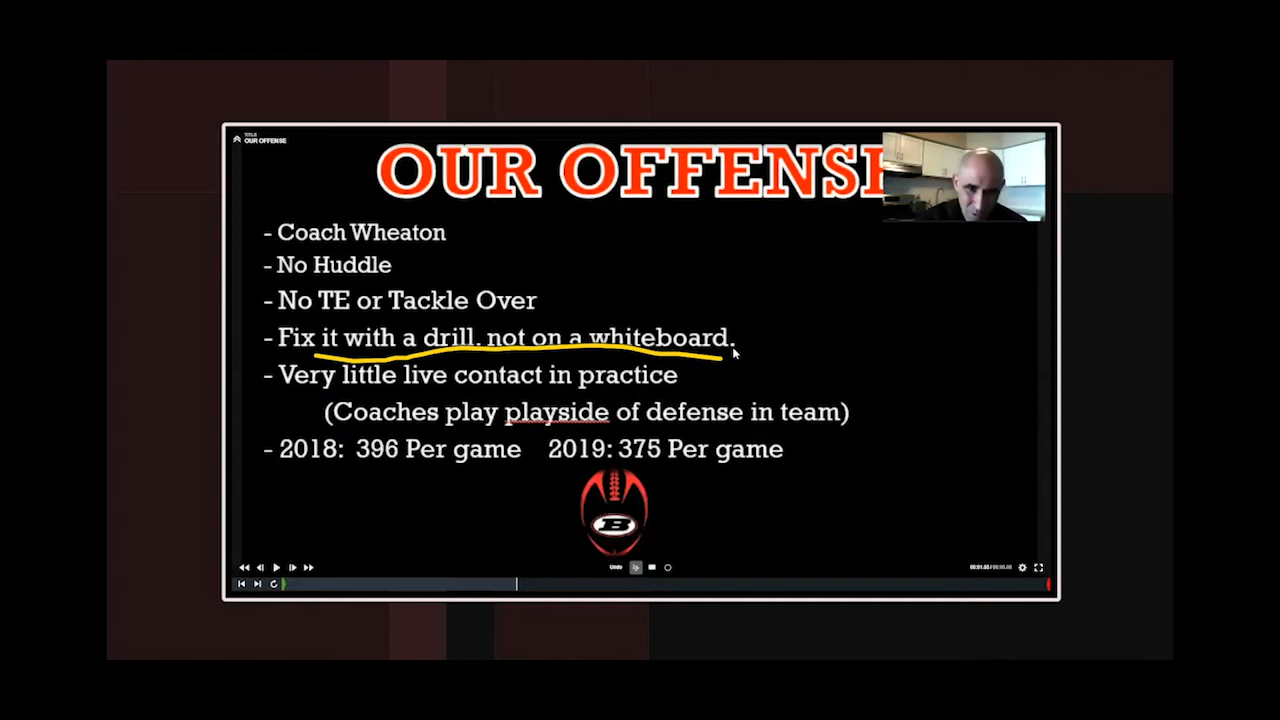 TITLE
OUR OFFENSE
OUR OFFENSE
- Coach Wheaton
- No Huddle
- No TE or Tackle Over
- Fix it with a drill. not on a whiteboard.
- Very little live contact in practice
(Coaches play playside of defense in team)
- 2018: 396 Per game 2019: 375 Per game
B
Undo